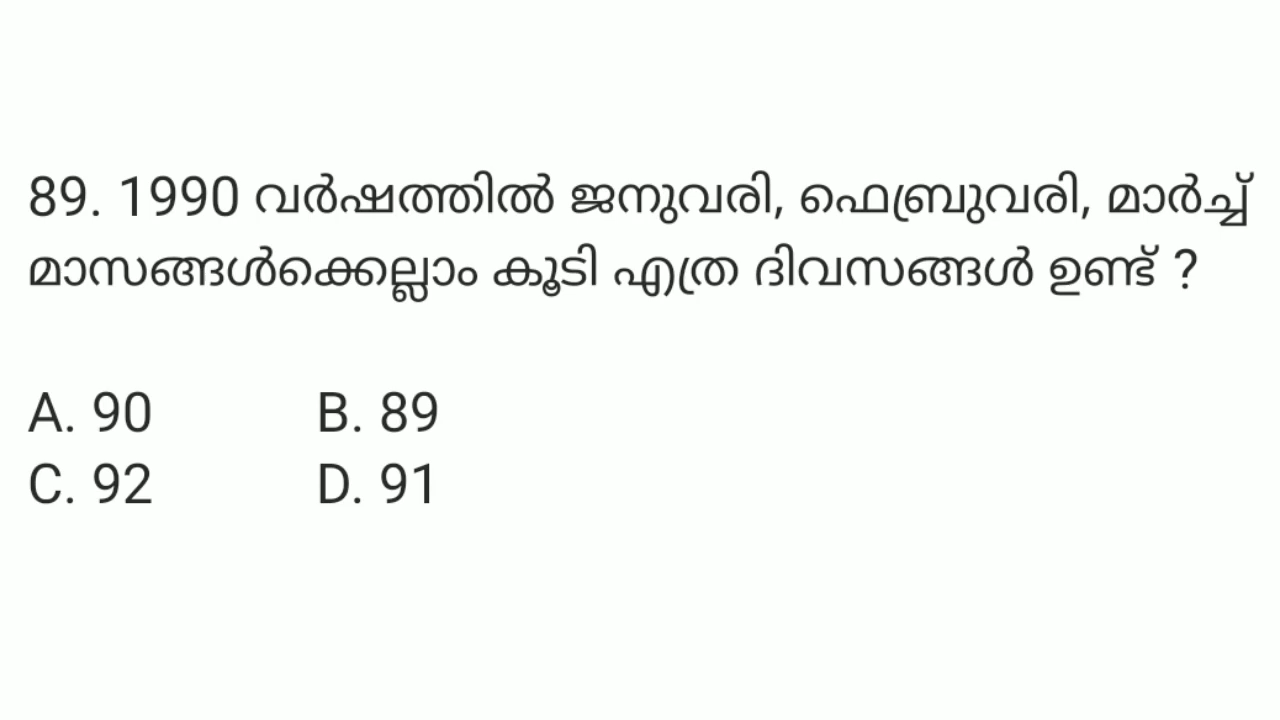 89. 1990 വർഷത്തിൽ ജനുവരി, ഫെബ്രുവരി, മാർച്ച്
മാസങ്ങൾക്കെല്ലാം കൂടി എത്ര ദിവസങ്ങൾ ഉണ്ട് ?
A. 90 B. 89
C. 92 D. 91